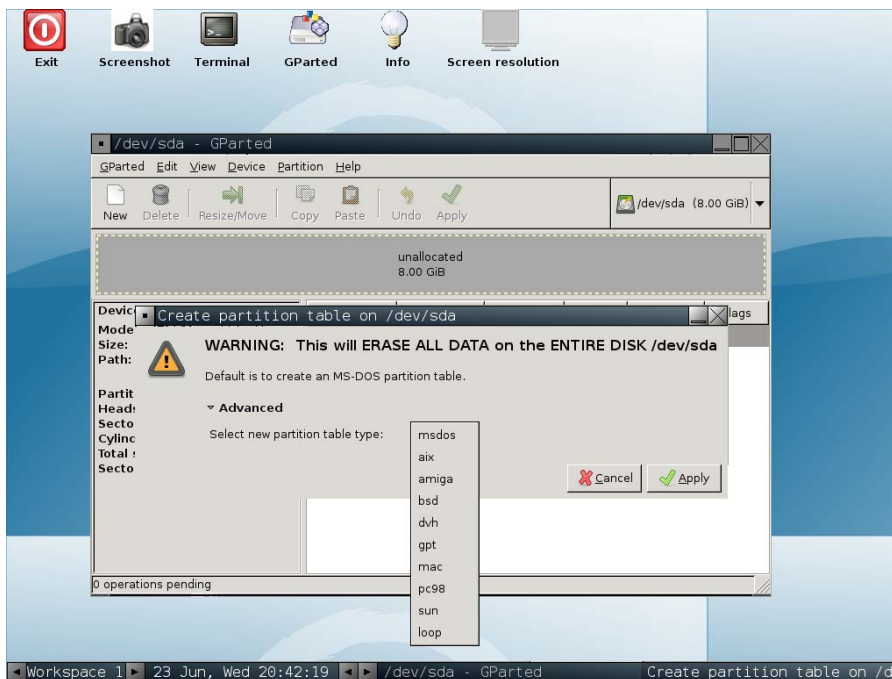 Exit
Screenshot
Terminal
GParted
Info
Screen resolution
/dev/sda - GParted
GParted Edit View Device Partition Help
New Delete Resize/Move Copy Paste Undo Apply
/dev/sda (8.00 GiB)
unallocated
8.00 GiB
lags
Devic
Mode
Size:
Path:
Partit
Head
Secto
Cylinc
Total
Secto
Create partition table on /dev/sda
WARNING: This will ERASE ALL DATA on the ENTIRE DISK /dev/sda
Default is to create an MS-DOS partition table.
Advanced
Select new partition table type:
msdos
aix
amiga
bsd
dvh
gpt
mac
pc98
sun
loop
Cancel
Apply
0 operations pending
Workspace 1 23 Jun, Wed 20:42:19 /dev/sda - GParted Create partition table on /d